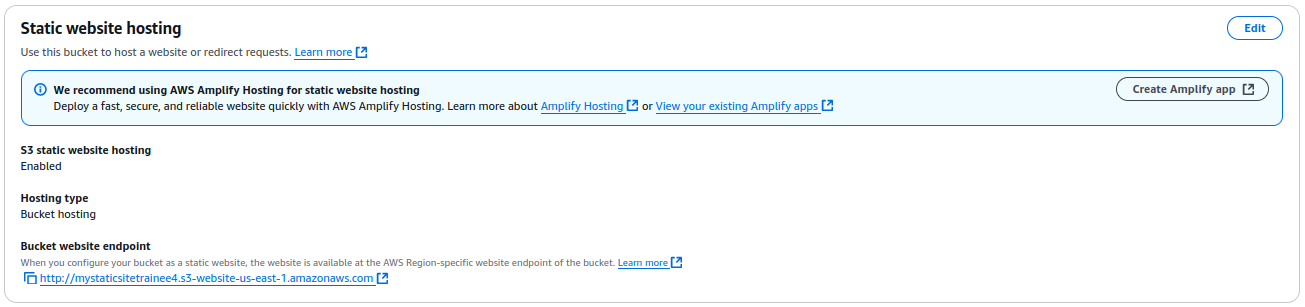 Static website hosting
Edit
Use this bucket to host a website or redirect requests. Learn more
We recommend using AWS Amplify Hosting for static website hosting
Create Amplify app
Deploy a fast, secure, and reliable website quickly with AWS Amplify Hosting. Learn more about Amplify Hosting or View your existing Amplify apps
S3 static website hosting
Enabled
Hosting type
Bucket hosting
Bucket website endpoint
When you configure your bucket as a static website, the website is available at the AWS Region-specific website endpoint of the bucket. Learn more
http://mystaticsitetrainee4.s3-website-us-east-1.amazonaws.com